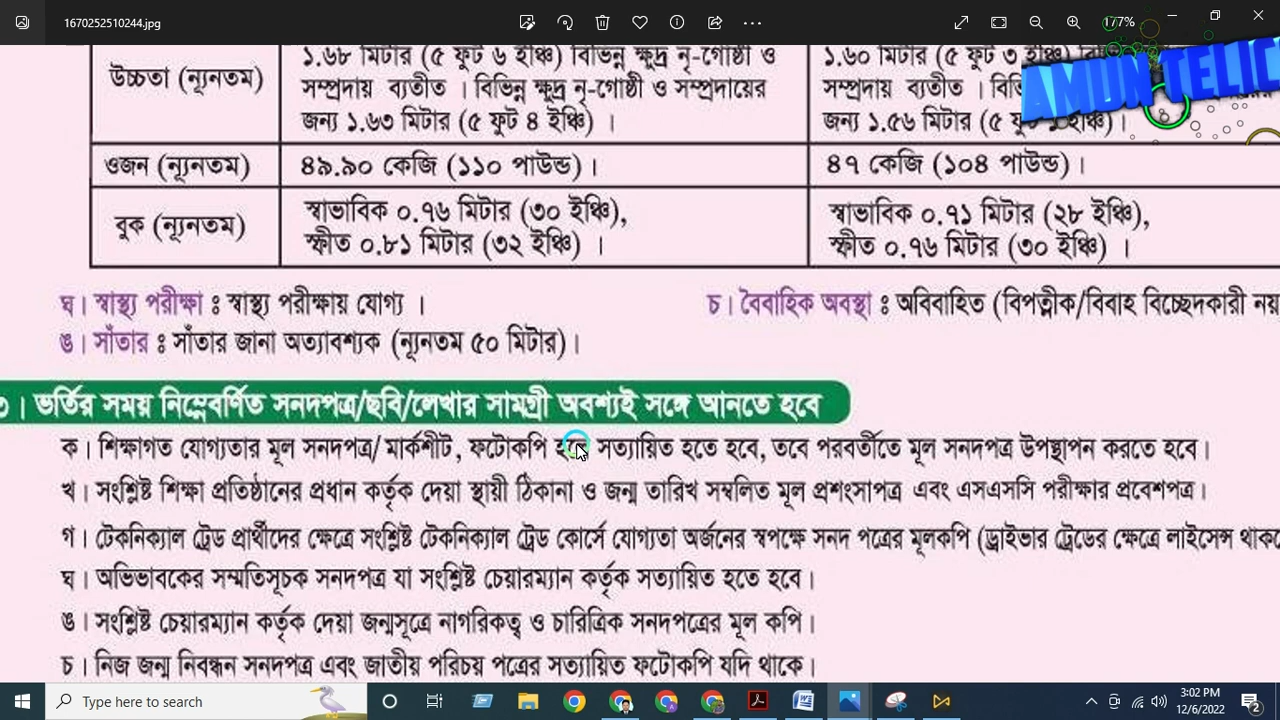 1670252510244.jpg
177%
AMUN TELIC
১.৬৮ মিটার (৫ ফুট ৬ ইঞ্চি) বিভিন্ন ক্ষুদ্র নৃ-গোষ্ঠী ও
১.৬০ মিটার (৫ ফুট ৩ ইঞ্চি)
উচ্চতা (ন্যূনতম)
সম্প্রদায় ব্যতীত । বিভিন্ন ক্ষুদ্র নৃ-গোষ্ঠী ও সম্প্রদায়ের
সম্প্রদায় ব্যতীত ।
জন্য ১.৬৩ মিটার (৫ ফুট ৪ ইঞ্চি) ।
জন্য ১.৫৬ মিটার (৫ ফুট ইঞ্চি)।
ওজন (ন্যূনতম)
৪৯.৯০ কেজি (১১০ পাউন্ড)।
৪৭ কেজি (১০৪ পাউন্ড)।
বুক (ন্যূনতম)
স্বাভাবিক ০.৭৬ মিটার (৩০ ইঞ্চি),
স্ফীত ০.৮১ মিটার (৩২ ইঞ্চি) ।
স্বাভাবিক ০.৭১ মিটার (২৮ ইঞ্চি),
স্ফীত ০.৭৬ মিটার (৩০ ইঞ্চি) ।
ঘ। স্বাস্থ্য পরীক্ষা ঃ স্বাস্থ্য পরীক্ষায় যোগ্য ।
চ। বৈবাহিক অবস্থা ঃ অবিবাহিত (বিপত্নীক/বিবাহ বিচ্ছেদকারী নয়
ঙ। সাঁতার ঃ সাঁতার জানা অত্যাবশ্যক (ন্যূনতম ৫০ মিটার)।
৩। ভর্তির সময় নিম্নেবর্ণিত সনদপত্র/ছবি/লেখার সামগ্রী অবশ্যই সঙ্গে আনতে হবে
ক। শিক্ষাগত যোগ্যতার মূল সনদপত্র/ মার্কশীট, ফটোকপি হলে সত্যায়িত হতে হবে, তবে পরবর্তীতে মূল সনদপত্র উপস্থাপন করতে হবে।
খ। সংশ্লিষ্ট শিক্ষা প্রতিষ্ঠানের প্রধান কর্তৃক দেয়া স্থায়ী ঠিকানা ও জন্ম তারিখ সম্বলিত মূল প্রশংসাপত্র এবং এসএসসি পরীক্ষার প্রবেশপত্র।
গ। টেকনিক্যাল ট্রেড প্রার্থীদের ক্ষেত্রে সংশ্লিষ্ট টেকনিক্যাল ট্রেড কোর্সে যোগ্যতা অর্জনের স্বপক্ষে সনদ পত্রের মূলকপি (ড্রাইভার ট্রেডের ক্ষেত্রে লাইসেন্স থাকতে
ঘ। অভিভাবকের সম্মতিসূচক সনদপত্র যা সংশ্লিষ্ট চেয়ারম্যান কর্তৃক সত্যায়িত হতে হবে।
ঙ। সংশ্লিষ্ট চেয়ারম্যান কর্তৃক দেয়া জন্মসূত্রে নাগরিকত্ব ও চারিত্রিক সনদপত্রের মূল কপি।
চ। নিজ জন্ম নিবন্ধন সনদপত্র এবং জাতীয় পরিচয় পত্রের সত্যায়িত ফটোকপি যদি থাকে।
Type here to search
3:02 PM
12/6/2022
2